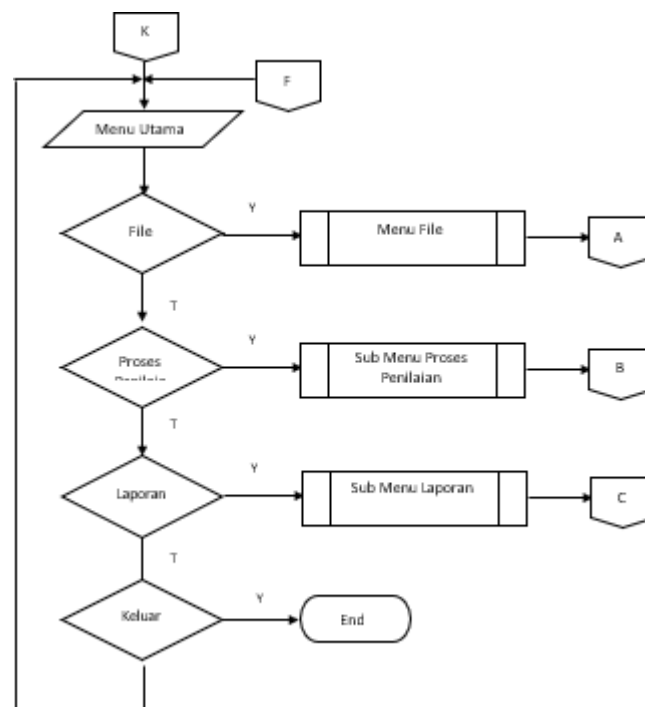 K
F
Menu Utama
File
Y
Menu File
A
T
Proses
Y
Sub Menu Proses
Penilaian
B
T
Laporan
Y
Sub Menu Laporan
C
T
Keluar
Y
End